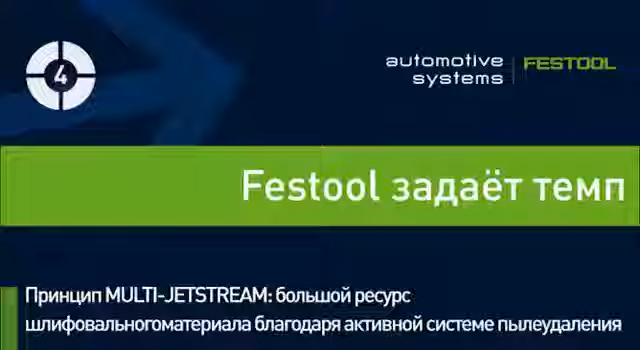 4
automotive
systems
FESTOOL
Festool задаёт темп
Принцип MULTI-JETSTREAM: большой ресурс
шлифовальногоматериала благодаря активной системе пылеудаления